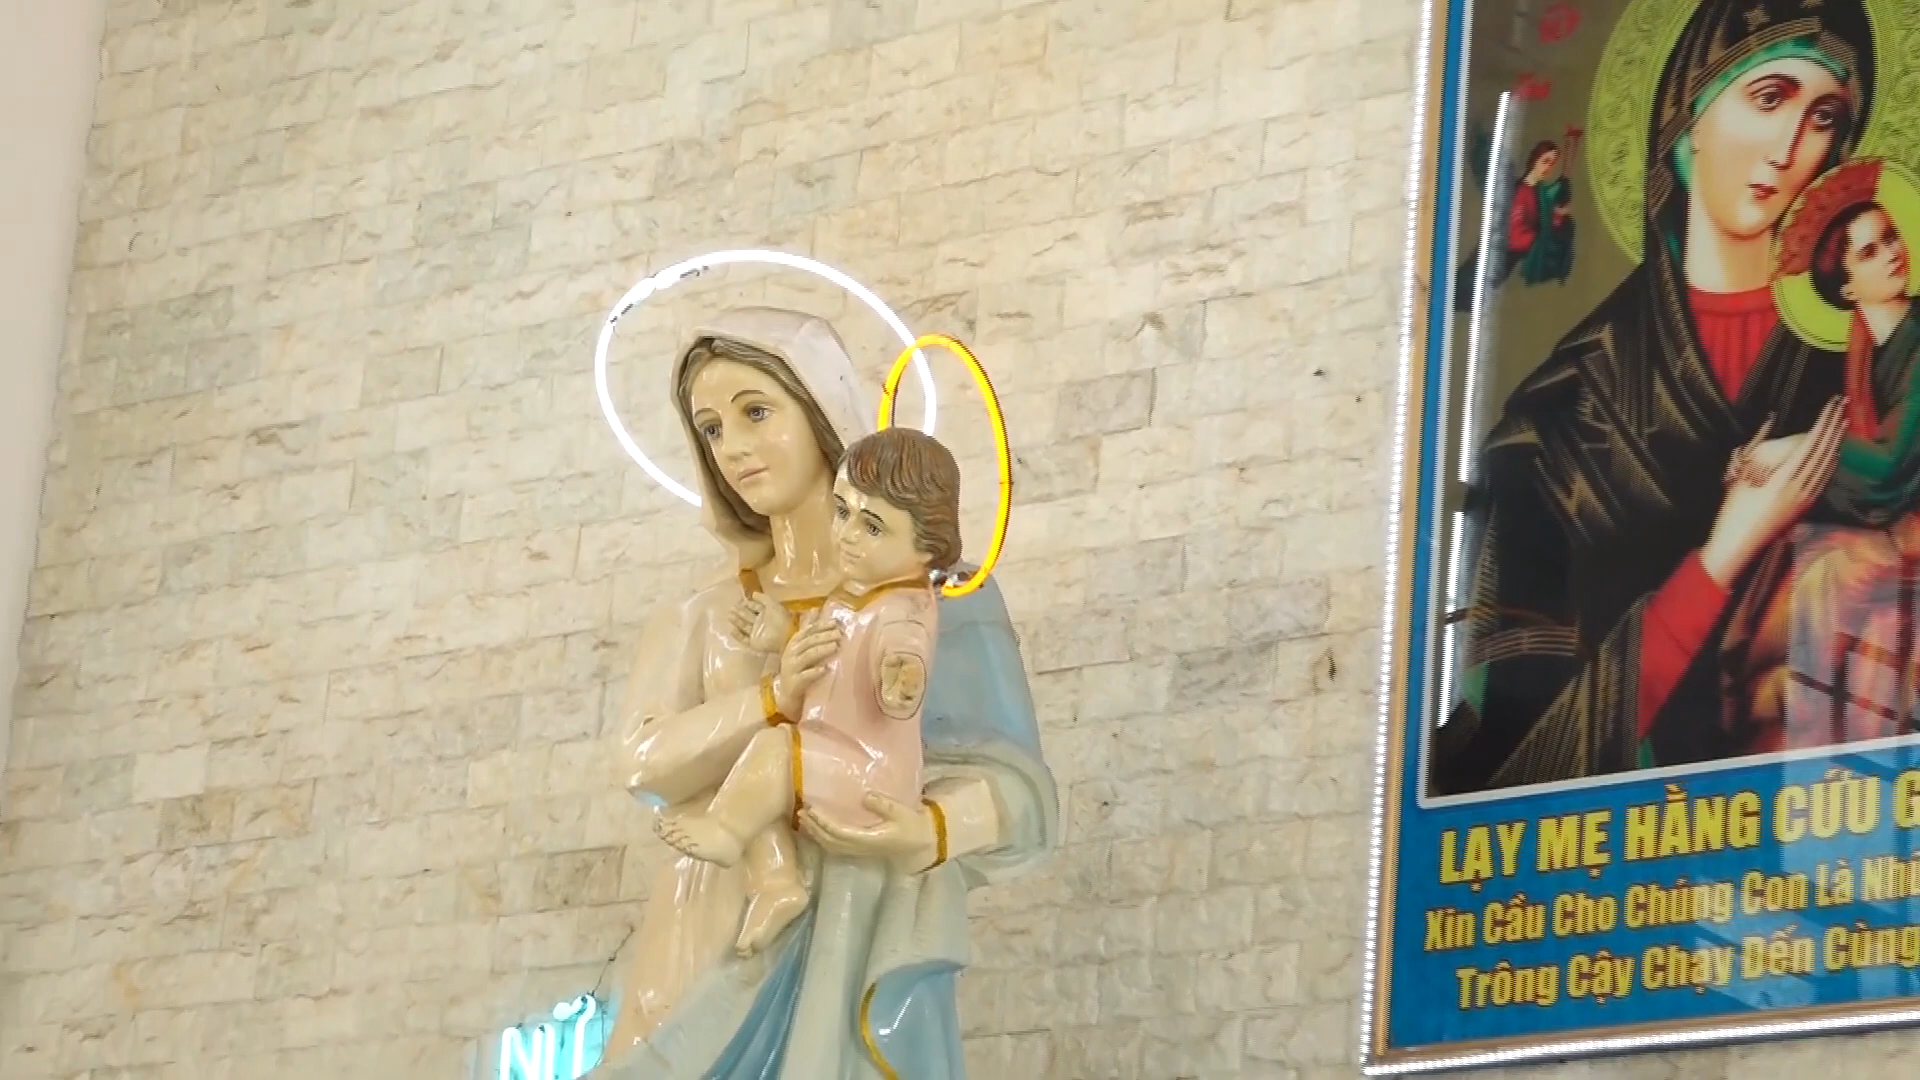 LẠY MẸ HẰNG CỨU G
Xin Cầu Cho Chúng Con Là Nhữ
Trông Cậy Chạy Đến Cùng
NỮ